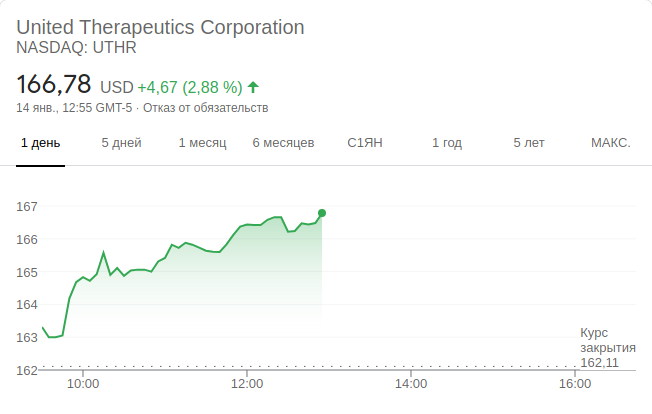 United Therapeutics Corporation
NASDAQ: UTHR
166,78 USD +4,67 (2,88 %)
14 янв., 12:55 GMT-5 · Отказ от обязательств
1 день 5 дней 1 месяц 6 месяцев С1ЯН 1 год 5 лет МАКС.
167
166
165
164
163
Курс
закрытия
162,11
162
10:00 12:00 14:00 16:00